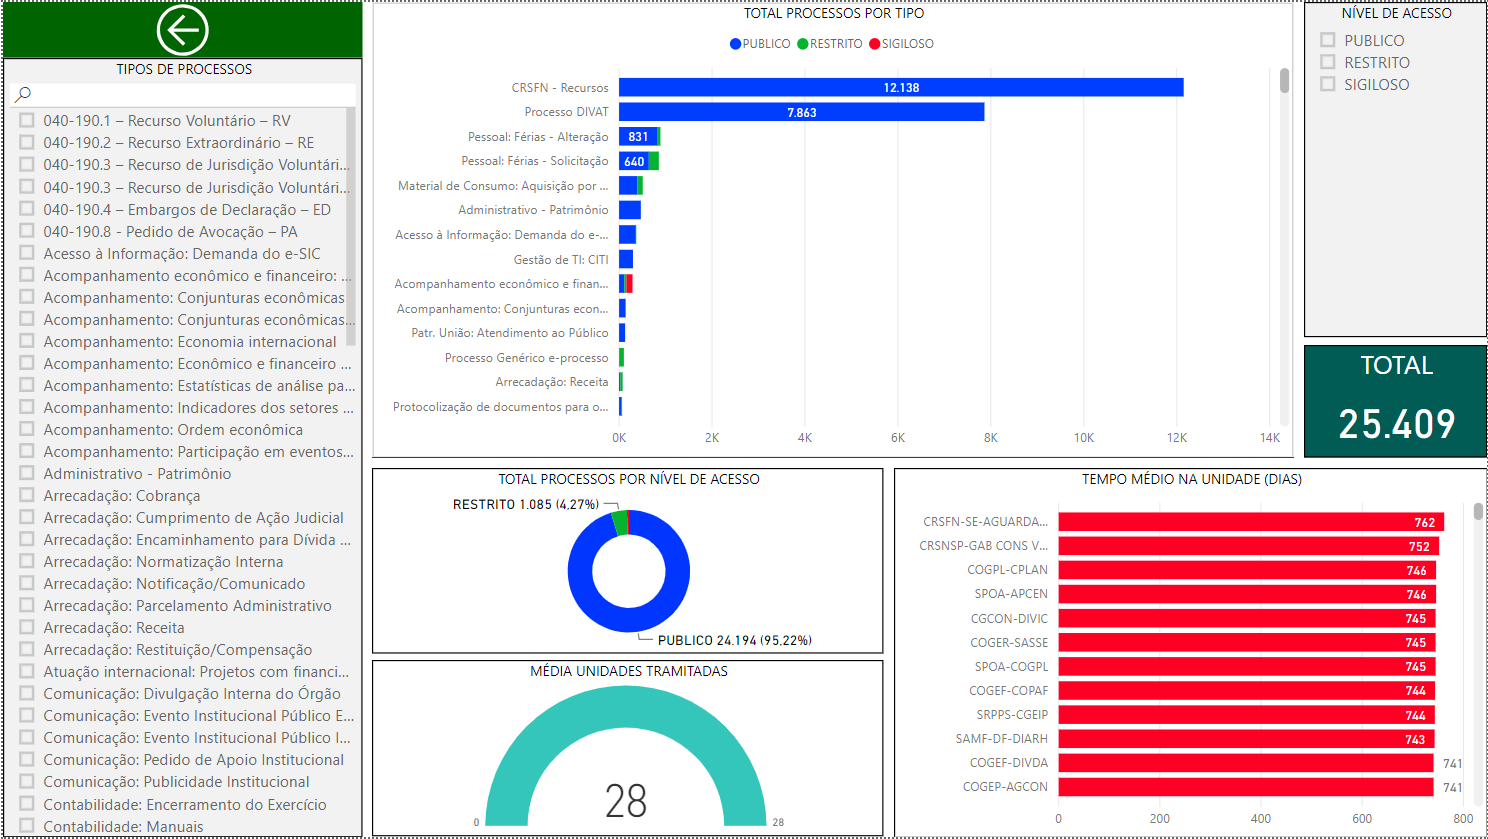 TIPOS DE PROCESSOS
040-190.1 – Recurso Voluntário – RV
040-190.2 – Recurso Extraordinário – RE
040-190.3 – Recurso de Jurisdição Voluntári...
040-190.3 – Recurso de Jurisdição Voluntári...
040-190.4 – Embargos de Declaração – ED
040-190.8 - Pedido de Avocação – PA
Acesso à Informação: Demanda do e-SIC
Acompanhamento econômico e financeiro: ...
Acompanhamento: Conjunturas econômicas
Acompanhamento: Conjunturas econômicas...
Acompanhamento: Economia internacional
Acompanhamento: Econômico e financeiro ...
Acompanhamento: Estatísticas de análise pa...
Acompanhamento: Indicadores dos setores ...
Acompanhamento: Ordem econômica
Acompanhamento: Participação em eventos...
Administrativo - Patrimônio
Arrecadação: Cobrança
Arrecadação: Cumprimento de Ação Judicial
Arrecadação: Encaminhamento para Dívida ...
Arrecadação: Normatização Interna
Arrecadação: Notificação/Comunicado
Arrecadação: Parcelamento Administrativo
Arrecadação: Receita
Arrecadação: Restituição/Compensação
Atuação internacional: Projetos com financi...
Comunicação: Divulgação Interna do Órgão
Comunicação: Evento Institucional Público E...
Comunicação: Evento Institucional Público I...
Comunicação: Pedido de Apoio Institucional
Comunicação: Publicidade Institucional
Contabilidade: Encerramento do Exercício
Contabilidade: Manuais
TOTAL PROCESSOS POR TIPO
PUBLICO RESTRITO SIGILOSO
CRSFN - Recursos 12.138
Processo DIVAT 7.863
Pessoal: Férias - Alteração 831
Pessoal: Férias - Solicitação 640
Material de Consumo: Aquisição por ...
Administrativo - Patrimônio
Acesso à Informação: Demanda do e-...
Gestão de TI: CITI
Acompanhamento econômico e finan...
Acompanhamento: Conjunturas econ...
Patr. União: Atendimento ao Público
Processo Genérico e-processo
Arrecadação: Receita
Protocolização de documentos para o...
0K 2K 4K 6K 8K 10K 12K 14K
NÍVEL DE ACESSO
PUBLICO
RESTRITO
SIGILOSO
TOTAL
25.409
TOTAL PROCESSOS POR NÍVEL DE ACESSO
RESTRITO 1.085 (4,27%)
PUBLICO 24.194 (95,22%)
MÉDIA UNIDADES TRAMITADAS
28
0 28
TEMPO MÉDIO NA UNIDADE (DIAS)
CRSFN-SE-AGUARDA... 762
CRSNSP-GAB CONS V... 752
COGPL-CPLAN 746
SPOA-APCEN 746
CGCON-DIVIC 745
COGER-SASSE 745
SPOA-COGPL 745
COGEF-COPAF 744
SRPPS-CGEIP 744
SAMF-DF-DIARH 743
COGEF-DIVDA 741
COGEP-AGCON 741
0 200 400 600 800